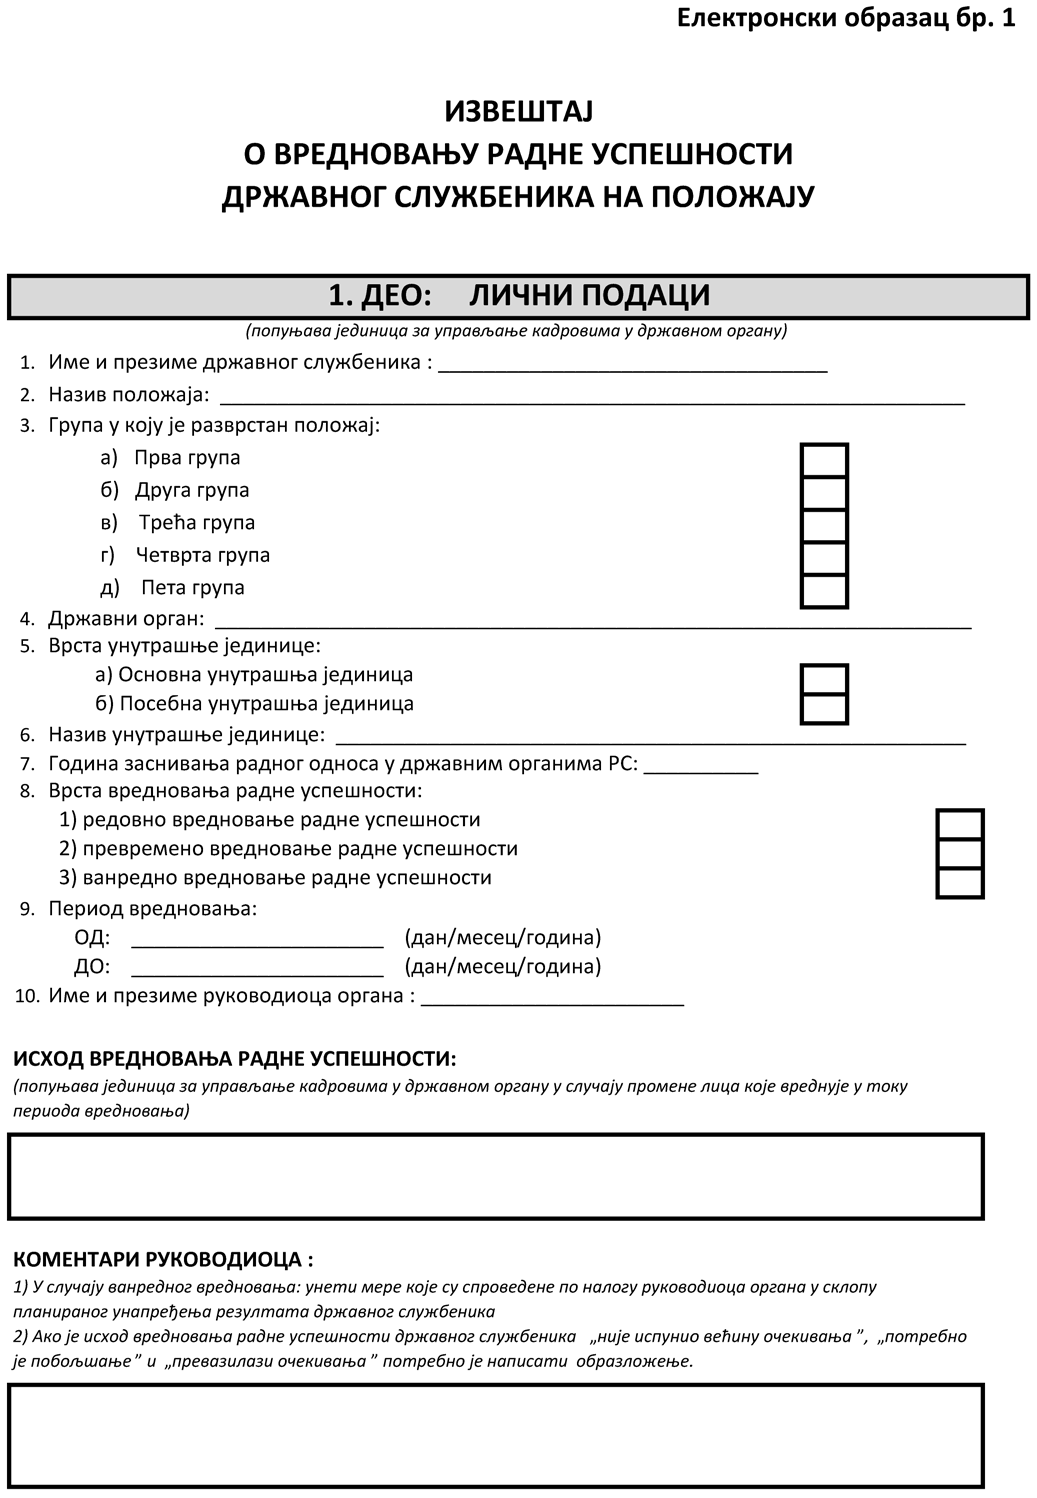 Електронски образац бр. 1
ИЗВЕШТАЈ
О ВРЕДНОВАЊУ РАДНЕ УСПЕШНОСТИ
ДРЖАВНОГ СЛУЖБЕНИКА НА ПОЛОЖАЈУ
1. ДЕО: ЛИЧНИ ПОДАЦИ
(попуњава јединица за управљање кадровима у државном органу)
1. Име и презиме државног службеника : __________________________________
2. Назив положаја: _________________________________________________________________
3. Група у коју је разврстан положај:
а) Прва група
б) Друга група
в) Трећа група
г) Четврта група
д) Пета група
4. Државни орган: __________________________________________________________________
5. Врста унутрашње јединице:
а) Основна унутрашња јединица
б) Посебна унутрашња јединица
6. Назив унутрашње јединице: _______________________________________________________
7. Година заснивања радног односа у државним органима РС: __________
8. Врста вредновања радне успешности:
1) редовно вредновање радне успешности
2) превремено вредновање радне успешности
3) ванредно вредновање радне успешности
9. Период вредновања:
ОД: ______________________ (дан/месец/година)
ДО: ______________________ (дан/месец/година)
10. Име и презиме руководиоца органа : _______________________
ИСХОД ВРЕДНОВАЊА РАДНЕ УСПЕШНОСТИ:
(попуњава јединица за управљање кадровима у државном органу у случају промене лица које вреднује у току
периода вредновања)
КОМЕНТАРИ РУКОВОДИОЦА :
1) У случају ванредног вредновања: унети мере које су спроведене по налогу руководиоца органа у склопу
планираног унапређења резултата државног службеника
2) Ако је исход вредновања радне успешности државног службеника „није испунио већину очекивања”, „потребно
је побољшање” и „превазилази очекивања” потребно је написати образложење.